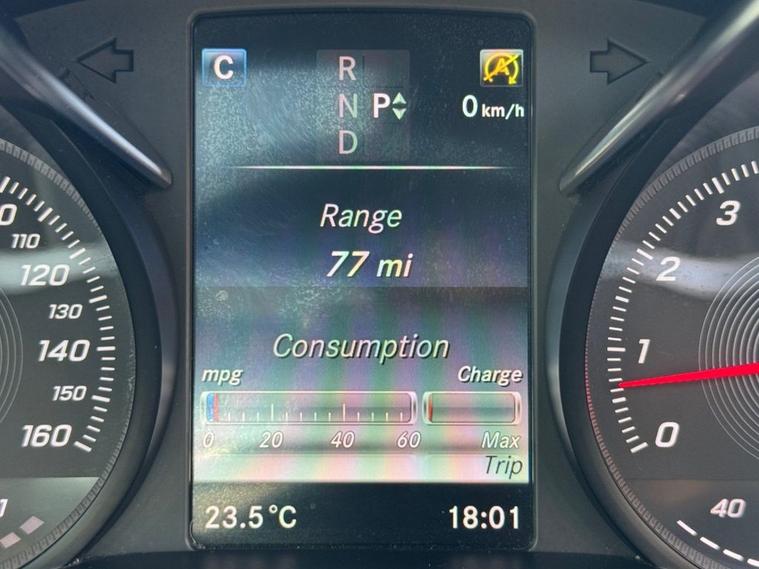 C
R
N P
D
0 km/h
Range
77 mi
Consumption
mpg Charge
0 20 40 60 Max
Trip
23.5°C 18:01
110
120
130
140
150
160
3
2
1
0
40